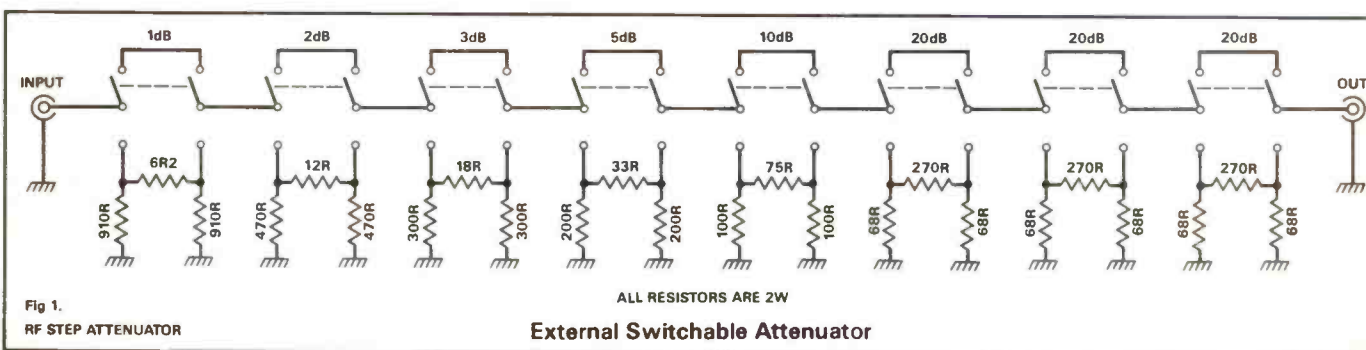 1dB 2dB 3dB 5dB 10dB 20dB 20dB 20dB
INPUT OUT
6R2 12R 18R 33R 75R 270R 270R 270R
910R 910R 470R 470R 300R 300R 200R 200R 100R 100R 68R 68R 68R 68R 68R 68R
Fig 1. ALL RESISTORS ARE 2W
RF STEP ATTENUATOR External Switchable Attenuator